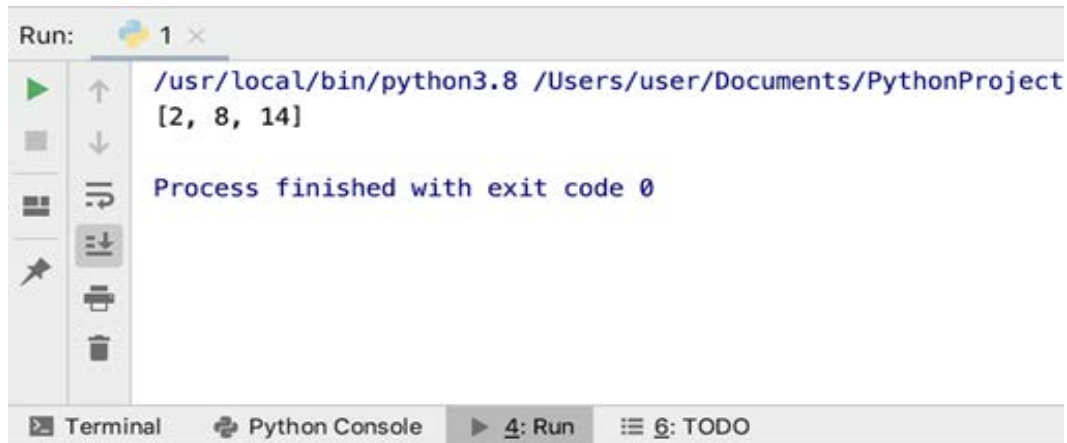 Run: 1
/usr/local/bin/python3.8 /Users/user/Documents/PythonProject
[2, 8, 14]
Process finished with exit code 0
Terminal Python Console 4: Run 6: TODO